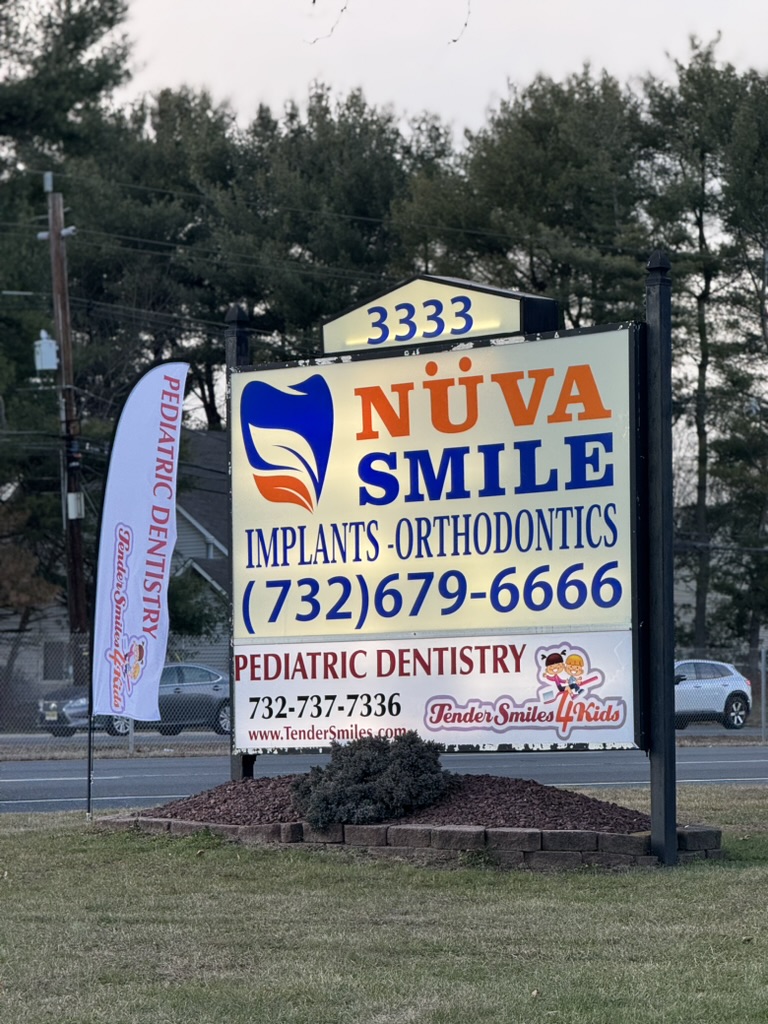 3333
NÜVA
SMILE
IMPLANTS -ORTHODONTICS
(732)679-6666
PEDIATRIC DENTISTRY
732-737-7336
www.TenderSmiles.com
TenderSmiles4Kids
PEDIATRIC DENTISTRY
TenderSmiles4Kids